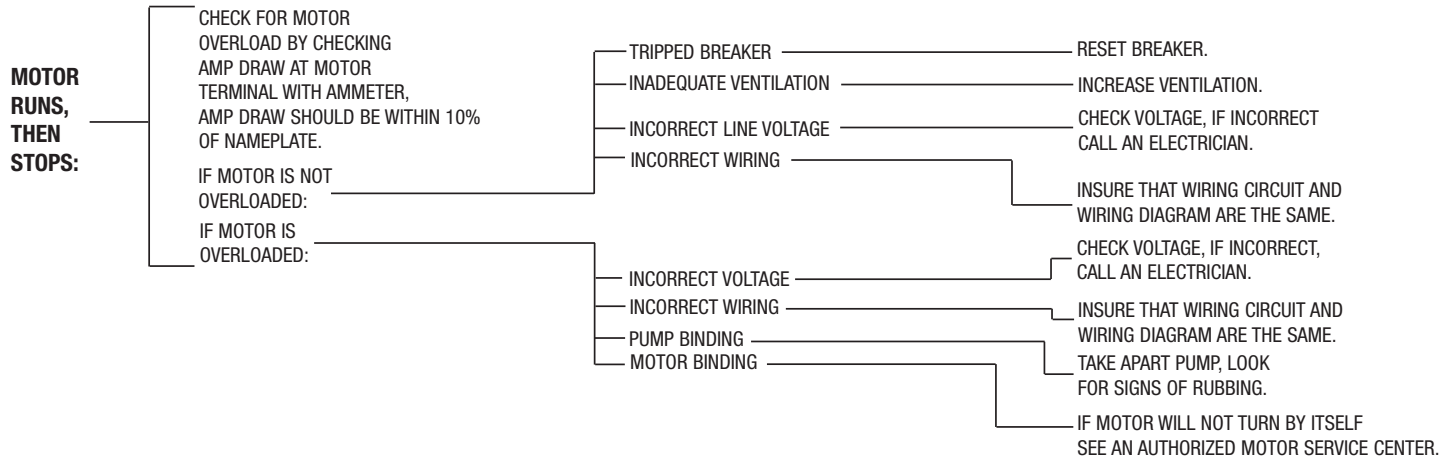 MOTOR
RUNS,
THEN
STOPS:
CHECK FOR MOTOR
OVERLOAD BY CHECKING
AMP DRAW AT MOTOR
TERMINAL WITH AMMETER,
AMP DRAW SHOULD BE WITHIN 10%
OF NAMEPLATE.
IF MOTOR IS NOT
OVERLOADED:
TRIPPED BREAKER
RESET BREAKER.
INADEQUATE VENTILATION
INCREASE VENTILATION.
INCORRECT LINE VOLTAGE
CHECK VOLTAGE, IF INCORRECT
CALL AN ELECTRICIAN.
INCORRECT WIRING
INSURE THAT WIRING CIRCUIT AND
WIRING DIAGRAM ARE THE SAME.
IF MOTOR IS
OVERLOADED:
INCORRECT VOLTAGE
CHECK VOLTAGE, IF INCORRECT,
CALL AN ELECTRICIAN.
INCORRECT WIRING
INSURE THAT WIRING CIRCUIT AND
WIRING DIAGRAM ARE THE SAME.
PUMP BINDING
TAKE APART PUMP, LOOK
FOR SIGNS OF RUBBING.
MOTOR BINDING
IF MOTOR WILL NOT TURN BY ITSELF
SEE AN AUTHORIZED MOTOR SERVICE CENTER.